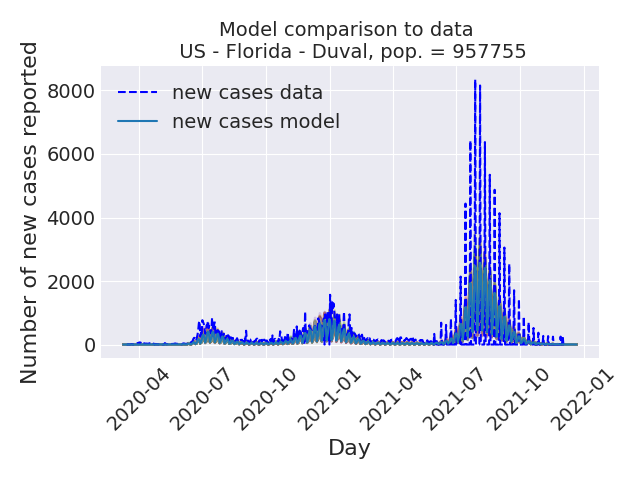 Model comparison to data
US - Florida - Duval, pop. = 957755
Number of new cases reported
8000
6000
4000
2000
0
new cases data
new cases model
2020-04
2020-07
2020-10
2021-01
2021-04
2021-07
2021-10
2022-01
Day